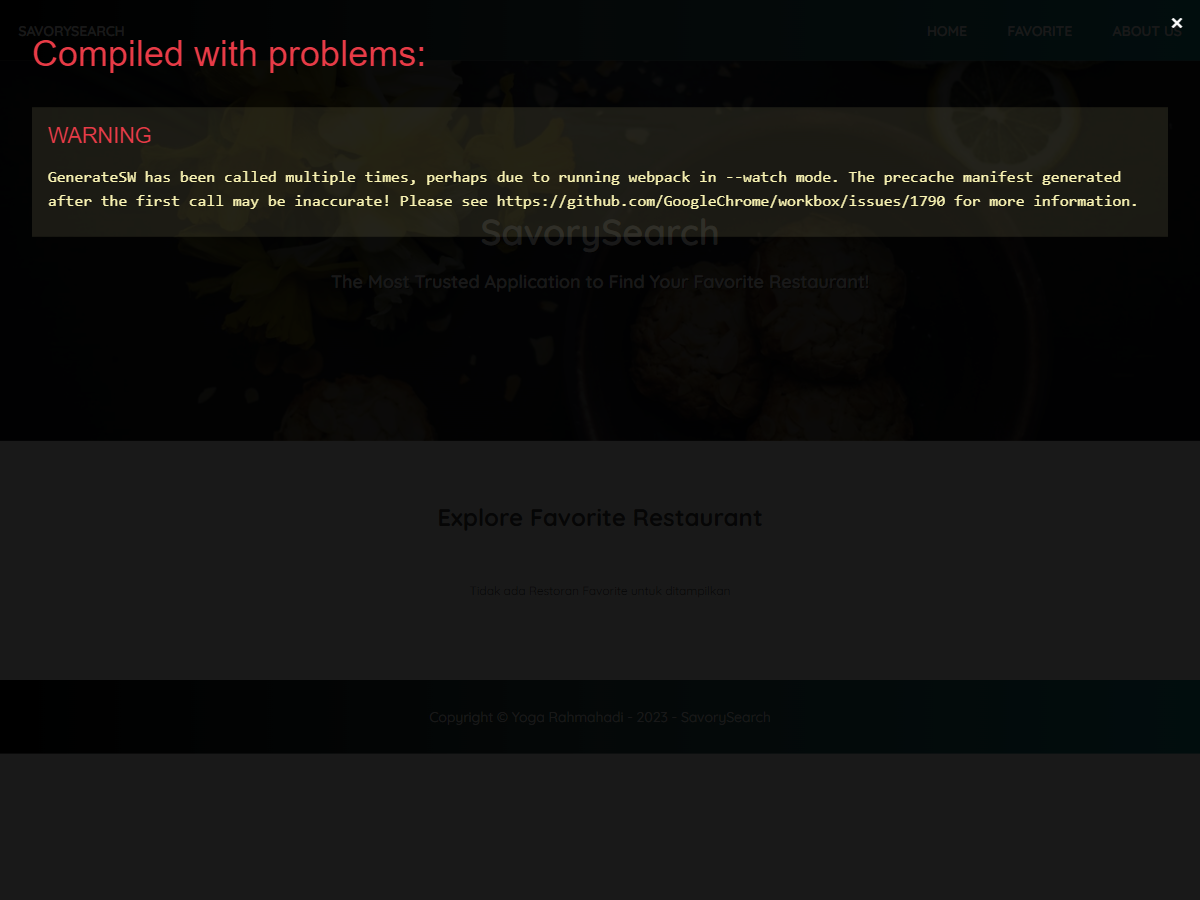 SAVORYSEARCH
HOME FAVORITE ABOUT US
Compiled with problems:
WARNING
GenerateSW has been called multiple times, perhaps due to running webpack in --watch mode. The precache manifest generated
after the first call may be inaccurate! Please see https://github.com/GoogleChrome/workbox/issues/1790 for more information.
SavorySearch
The Most Trusted Application to Find Your Favorite Restaurant!
Explore Favorite Restaurant
Tidak ada Restoran Favorite untuk ditampilkan
Copyright © Yoga Rahmahadi - 2023 - SavorySearch